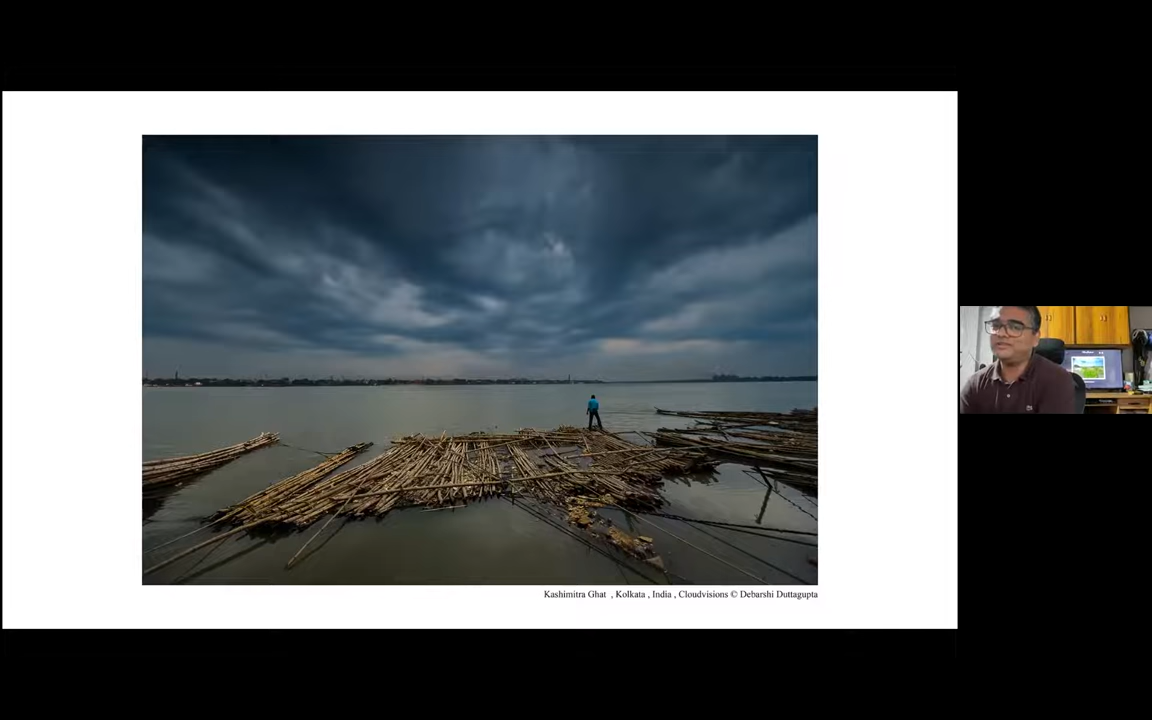 Kashimitra Ghat , Kolkata , India , Cloudvisions © Debarshi Duttagupta